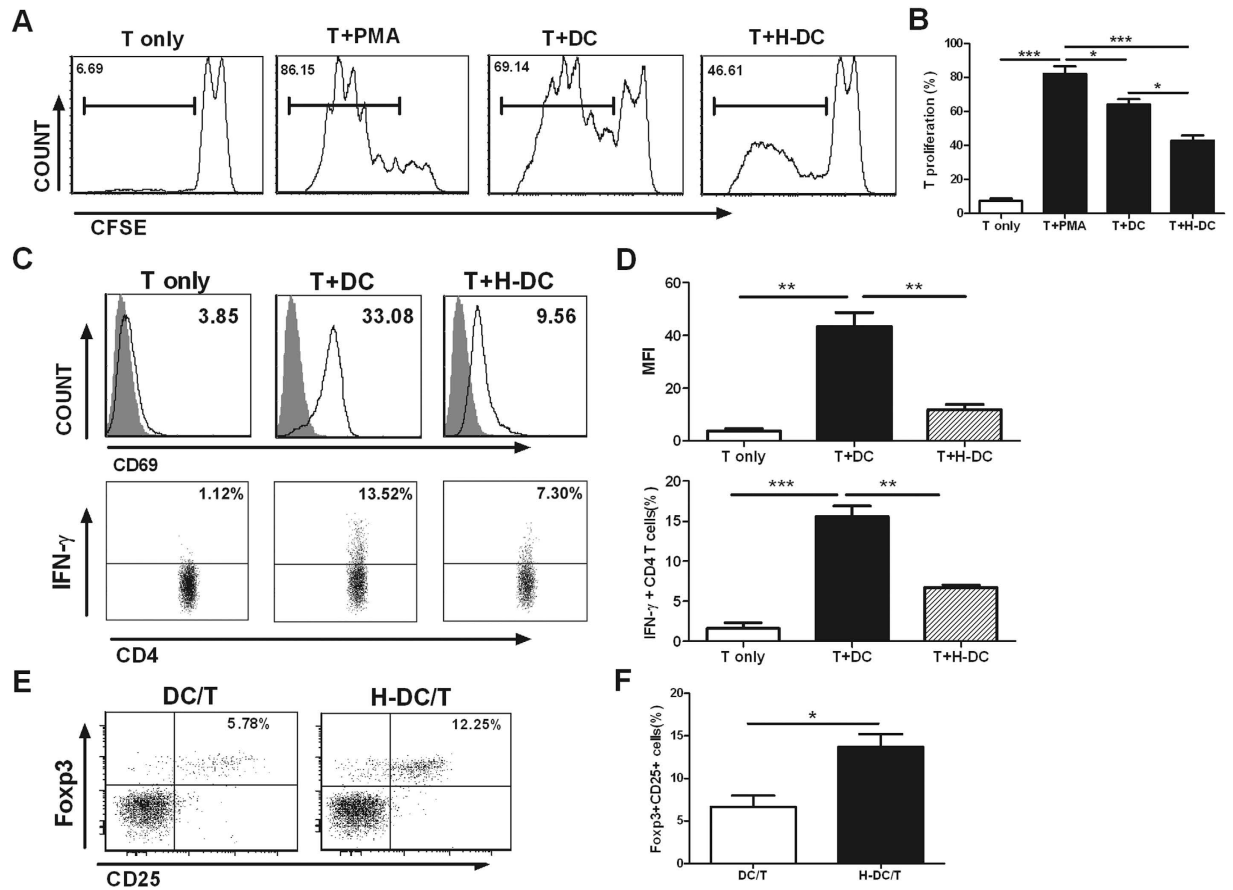 A
T only
T+PMA
T+DC
T+H-DC
6.69
86.15
69.14
46.61
COUNT
CFSE
B
T proliferation (%)
100
80
60
40
20
0
***
*
***
*
T only
T+PMA
T+DC
T+H-DC
C
T only
T+DC
T+H-DC
3.85
33.08
9.56
COUNT
CD69
1.12%
13.52%
7.30%
IFN-γ
CD4
D
MFI
60
40
20
0
**
**
T only
T+DC
T+H-DC
IFN-γ + CD4 T cells(%)
20
15
10
5
0
***
**
T only
T+DC
T+H-DC
E
DC/T
H-DC/T
5.78%
12.25%
Foxp3
CD25
F
Foxp3+CD25+ cells(%)
20
15
10
5
0
*
DC/T
H-DC/T